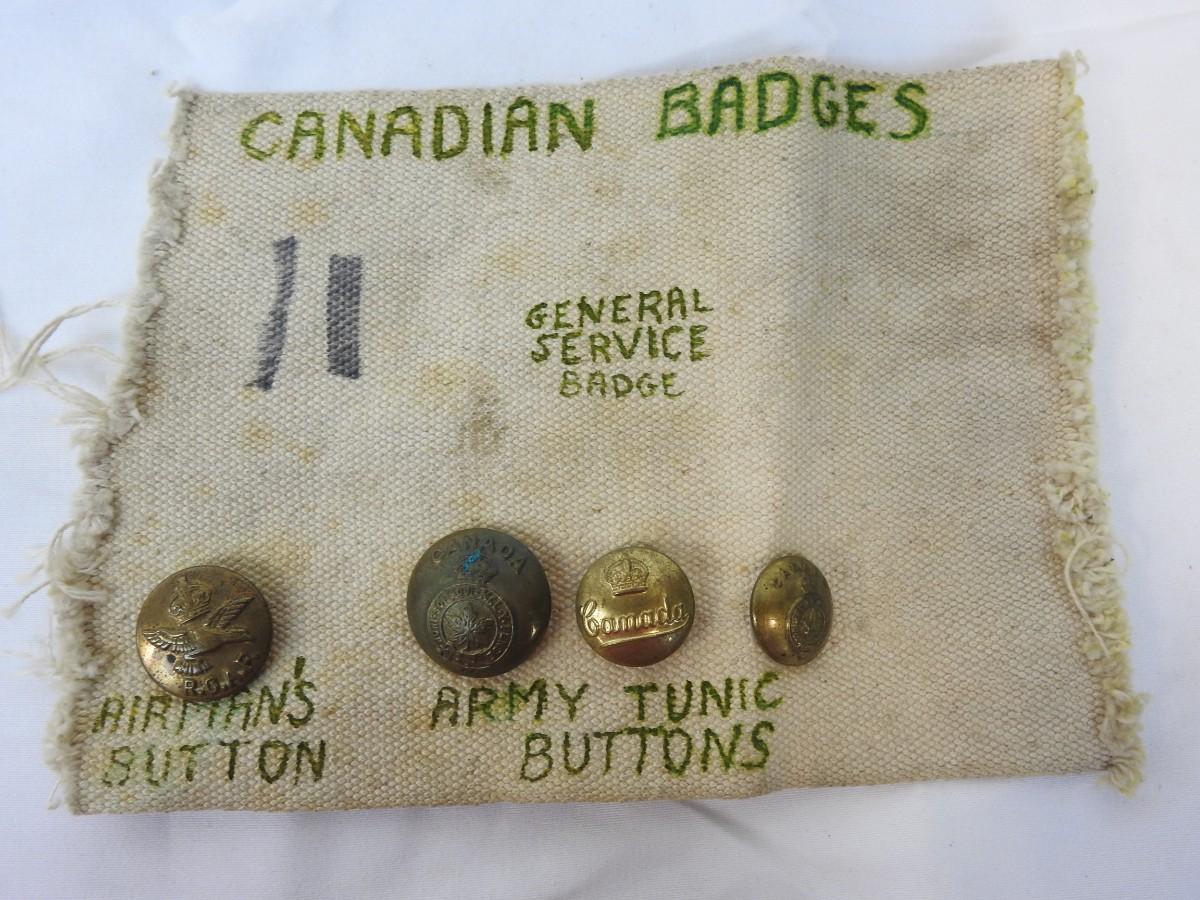 CANADIAN BADGES
GENERAL
SERVICE
BADGE
CANADA
Canada
R.C.A.F.
AIRMAN'S
BUTTON
ARMY TUNIC
BUTTONS